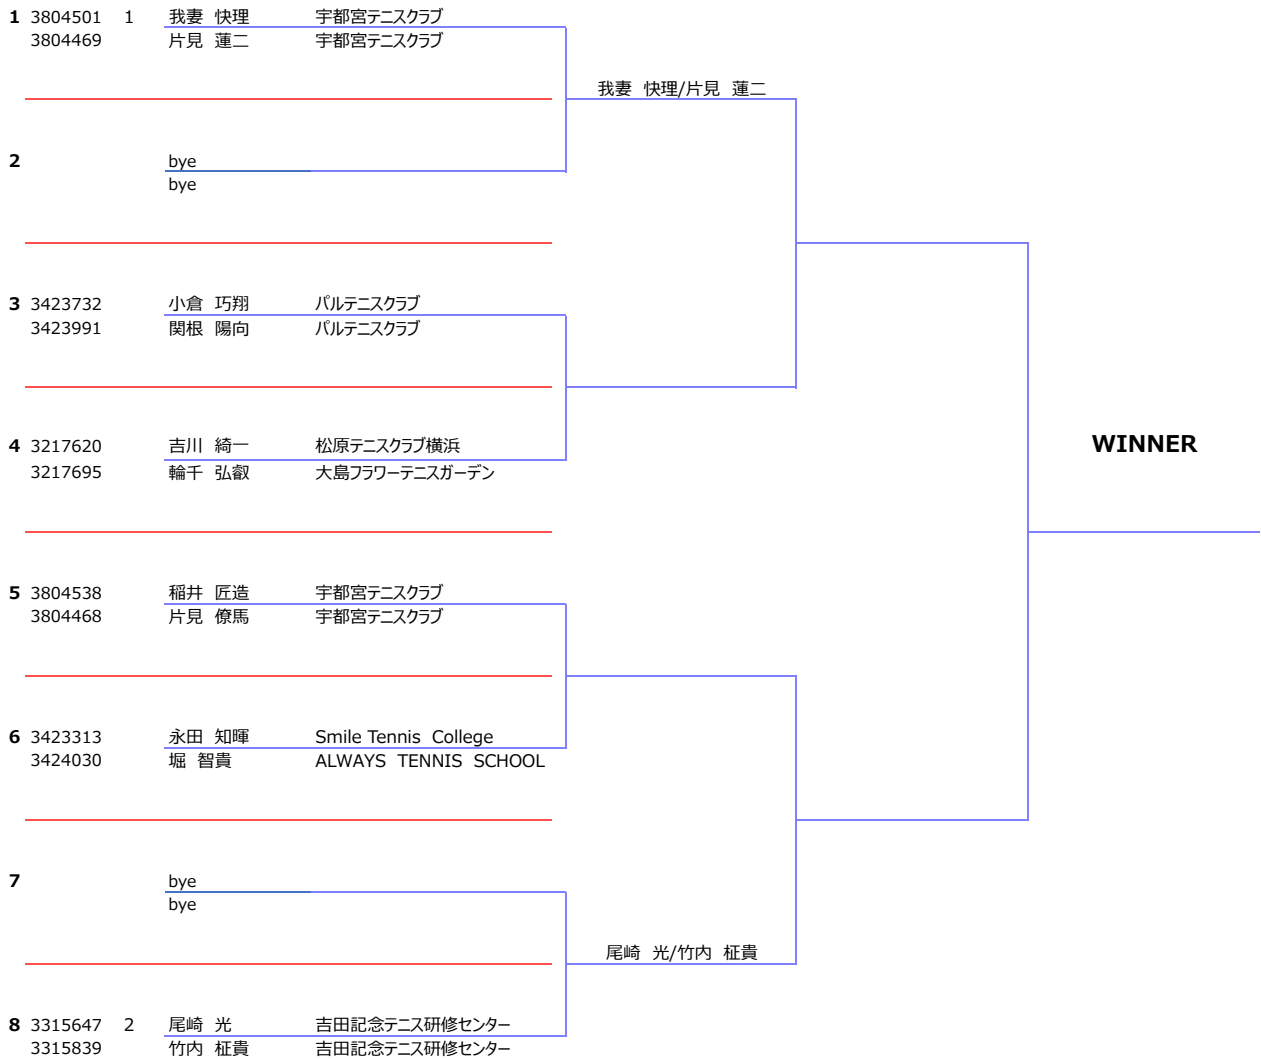 1 3804501 1 我妻 快理 宇都宮テニスクラブ
3804469 片見 蓮二 宇都宮テニスクラブ
我妻 快理/片見 蓮二
2 bye
bye
3 3423732 小倉 巧翔 パルテニスクラブ
3423991 関根 陽向 パルテニスクラブ
4 3217620 吉川 綺一 松原テニスクラブ横浜
WINNER
3217695 輪千 弘叡 大島フラワーテニスガーデン
5 3804538 稲井 匠造 宇都宮テニスクラブ
3804468 片見 僚馬 宇都宮テニスクラブ
6 3423313 永田 知暉 Smile Tennis College
3424030 堀 智貴 ALWAYS TENNIS SCHOOL
7 bye
bye
尾崎 光/竹内 柾貴
8 3315647 2 尾崎 光 吉田記念テニス研修センター
3315839 竹内 柾貴 吉田記念テニス研修センター